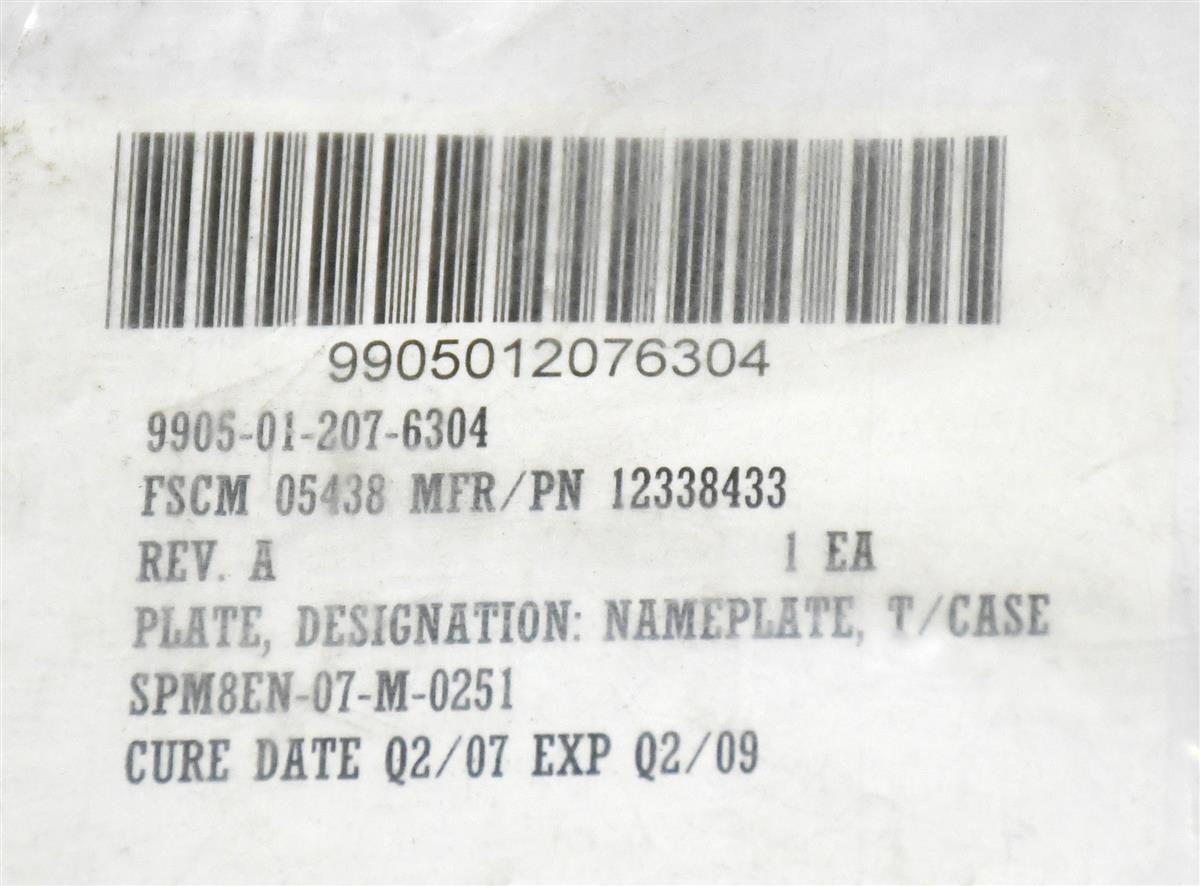 9905012076304
9905-01-207-6304
FSCM 05438 MFR/PN 12338433
REV. A 1 EA
PLATE, DESIGNATION: NAMEPLATE, T/CASE
SPM8EN-07-M-0251
CURE DATE Q2/07 EXP Q2/09